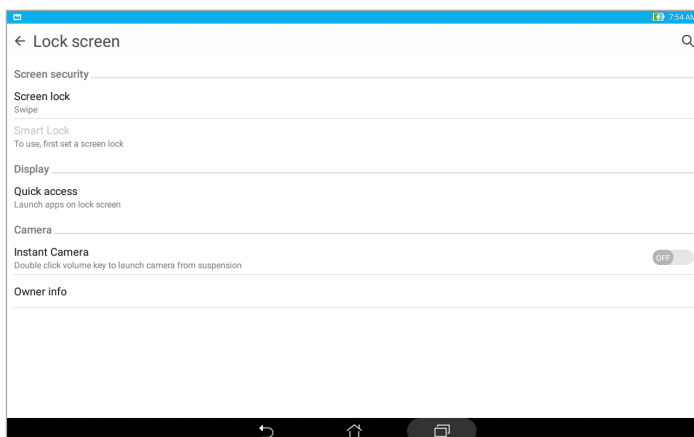 7:54 AM
Lock screen
Screen security
Screen lock
Swipe
Smart Lock
To use, first set a screen lock
Display
Quick access
Launch apps on lock screen
Camera
Instant Camera
Double click volume key to launch camera from suspension
OFF
Owner info